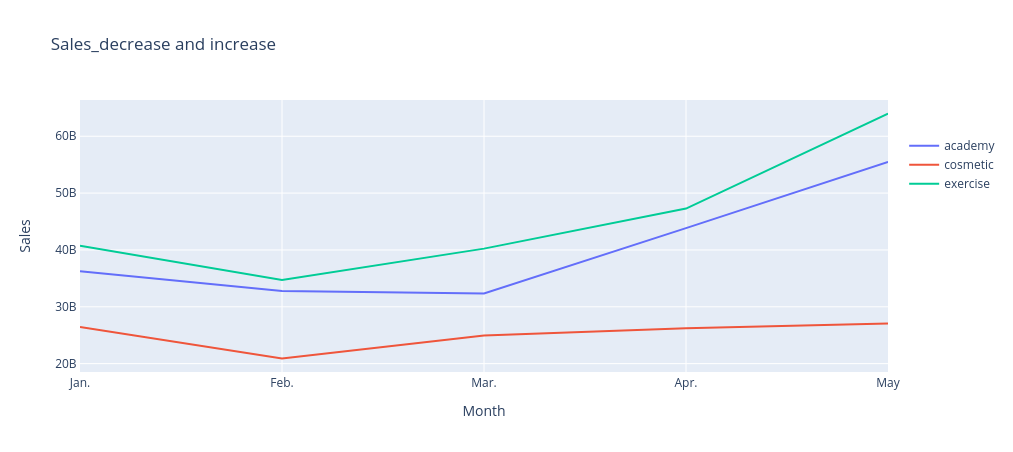 Sales_decrease and increase
60B
50B
40B
30B
20B
Sales
Jan.
Feb.
Mar.
Apr.
May
Month
academy
cosmetic
exercise